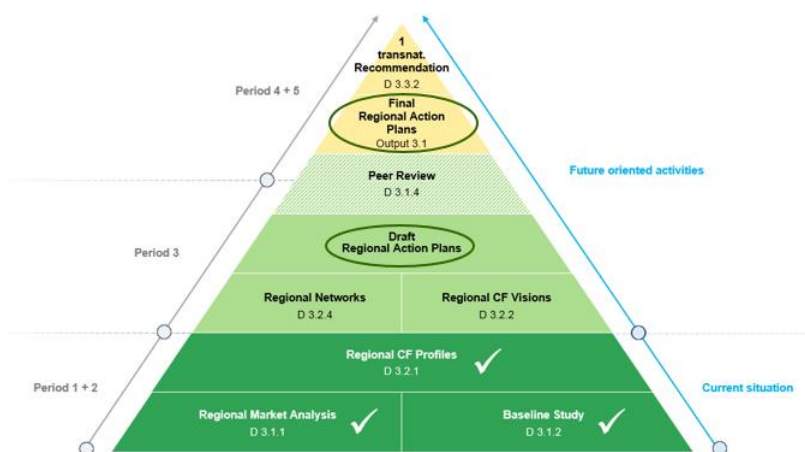 1
transnat.
Recommendation
D 3.3.2
Period 4 + 5
Final
Regional Action
Plans
Output 3.1
Peer Review
D 3.1.4
Future oriented activities
Draft
Regional Action Plans
Period 3
Regional Networks
D 3.2.4
Regional CF Visions
D 3.2.2
Regional CF Profiles
D 3.2.1
Period 1 + 2
Current situation
Regional Market Analysis
D 3.1.1
Baseline Study
D 3.1.2